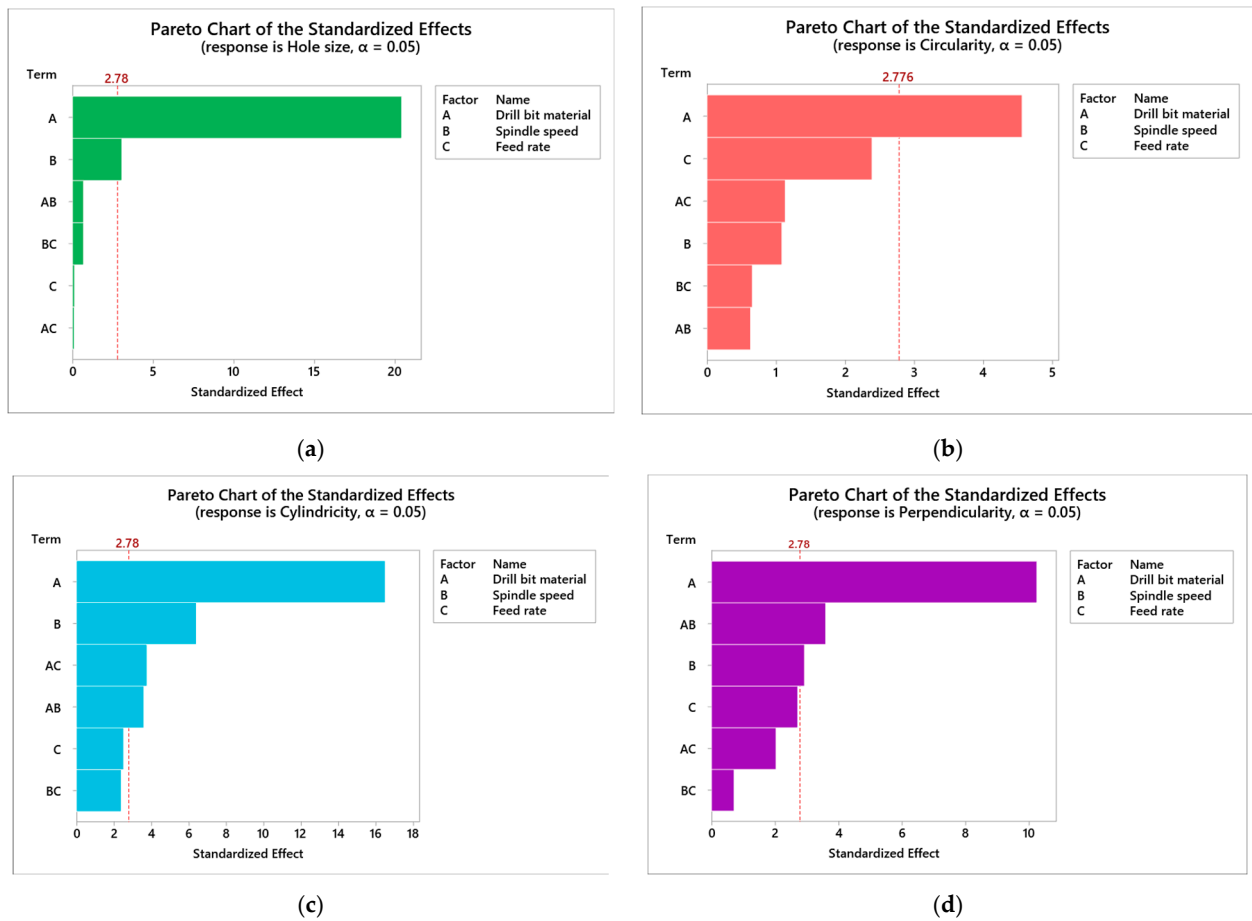 Pareto Chart of the Standardized Effects
(response is Hole size, α = 0.05)
Term
2.78
A
B
AB
BC
C
AC
0 5 10 15 20
Standardized Effect
Factor Name
A Drill bit material
B Spindle speed
C Feed rate
(a)
Pareto Chart of the Standardized Effects
(response is Circularity, α = 0.05)
Term
2.776
A
C
AC
B
BC
AB
0 1 2 3 4 5
Standardized Effect
Factor Name
A Drill bit material
B Spindle speed
C Feed rate
(b)
Pareto Chart of the Standardized Effects
(response is Cylindricity, α = 0.05)
Term
2.78
A
B
AC
AB
C
BC
0 2 4 6 8 10 12 14 16 18
Standardized Effect
Factor Name
A Drill bit material
B Spindle speed
C Feed rate
(c)
Pareto Chart of the Standardized Effects
(response is Perpendicularity, α = 0.05)
Term
2.78
A
AB
B
C
AC
BC
0 2 4 6 8 10
Standardized Effect
Factor Name
A Drill bit material
B Spindle speed
C Feed rate
(d)